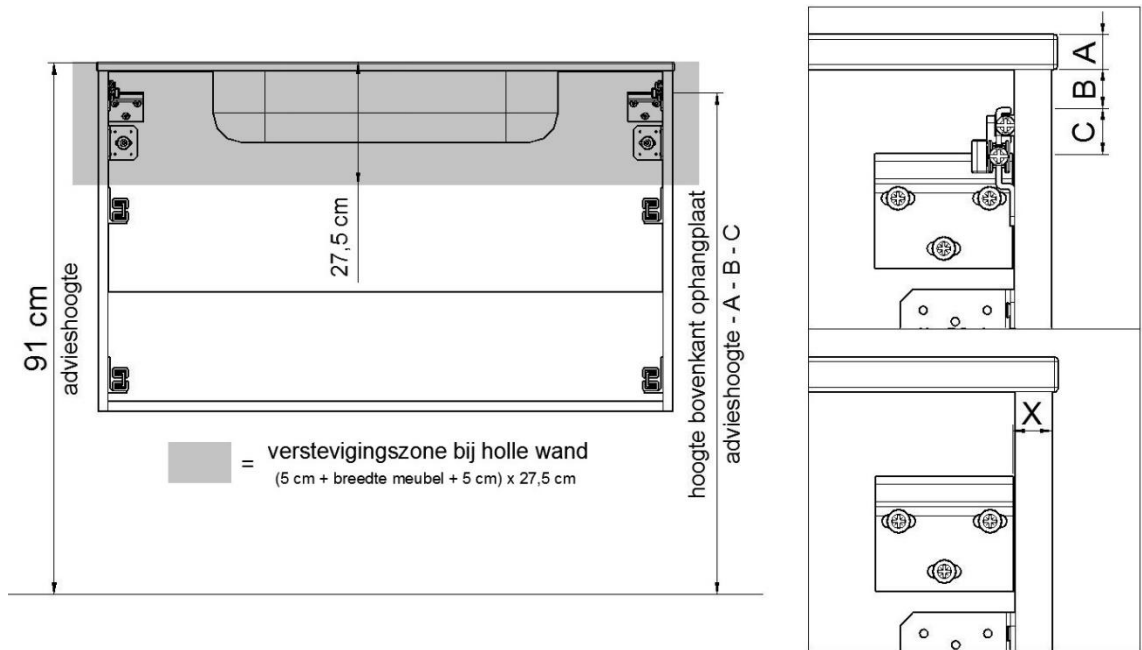 91 cm
advieshoogte
27,5 cm
hoogte bovenkant ophangplaat
advieshoogte - A - B - C
= verstevigingszone bij holle wand
(5 cm + breedte meubel + 5 cm) x 27,5 cm
A
B
C
X